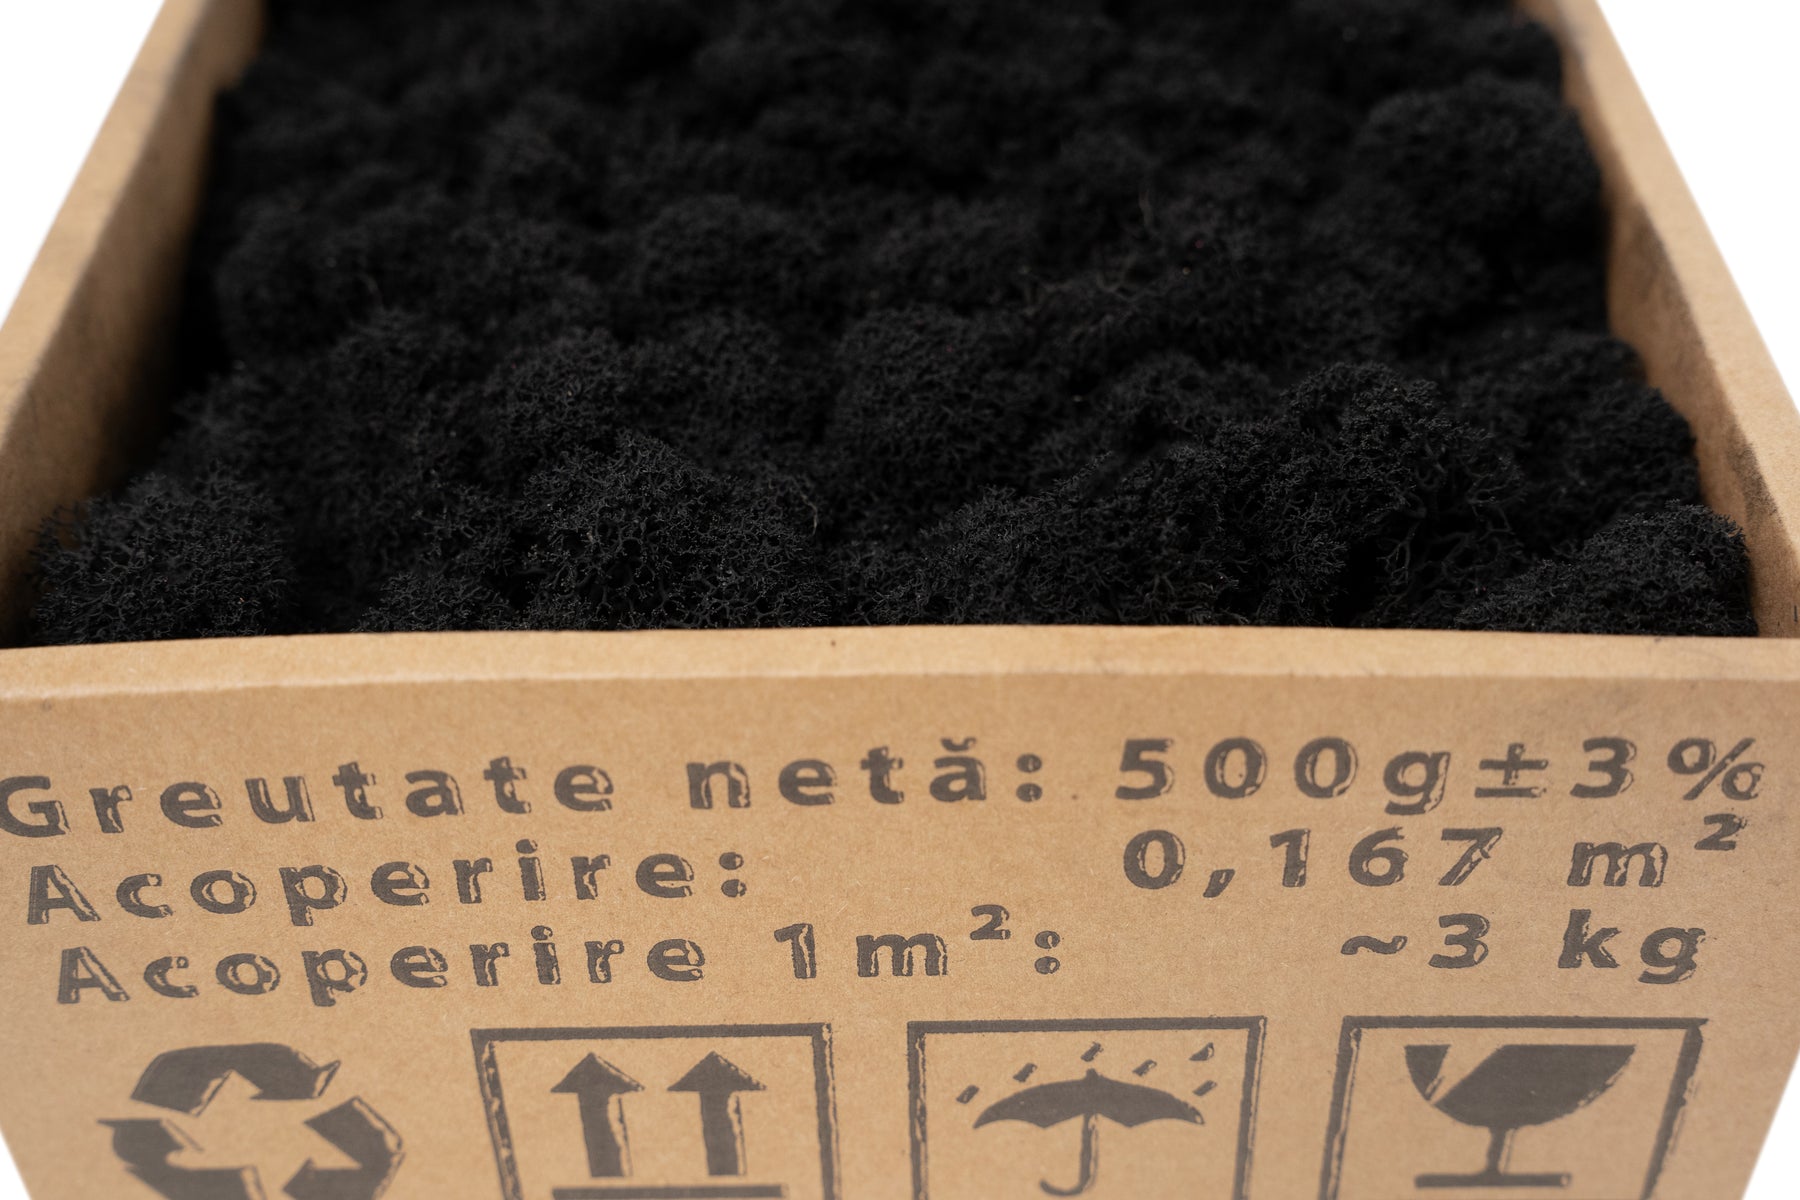 Greutate netă: 500g±3%
Acoperire: 0,167 m²
Acoperire 1m²: ~3 kg